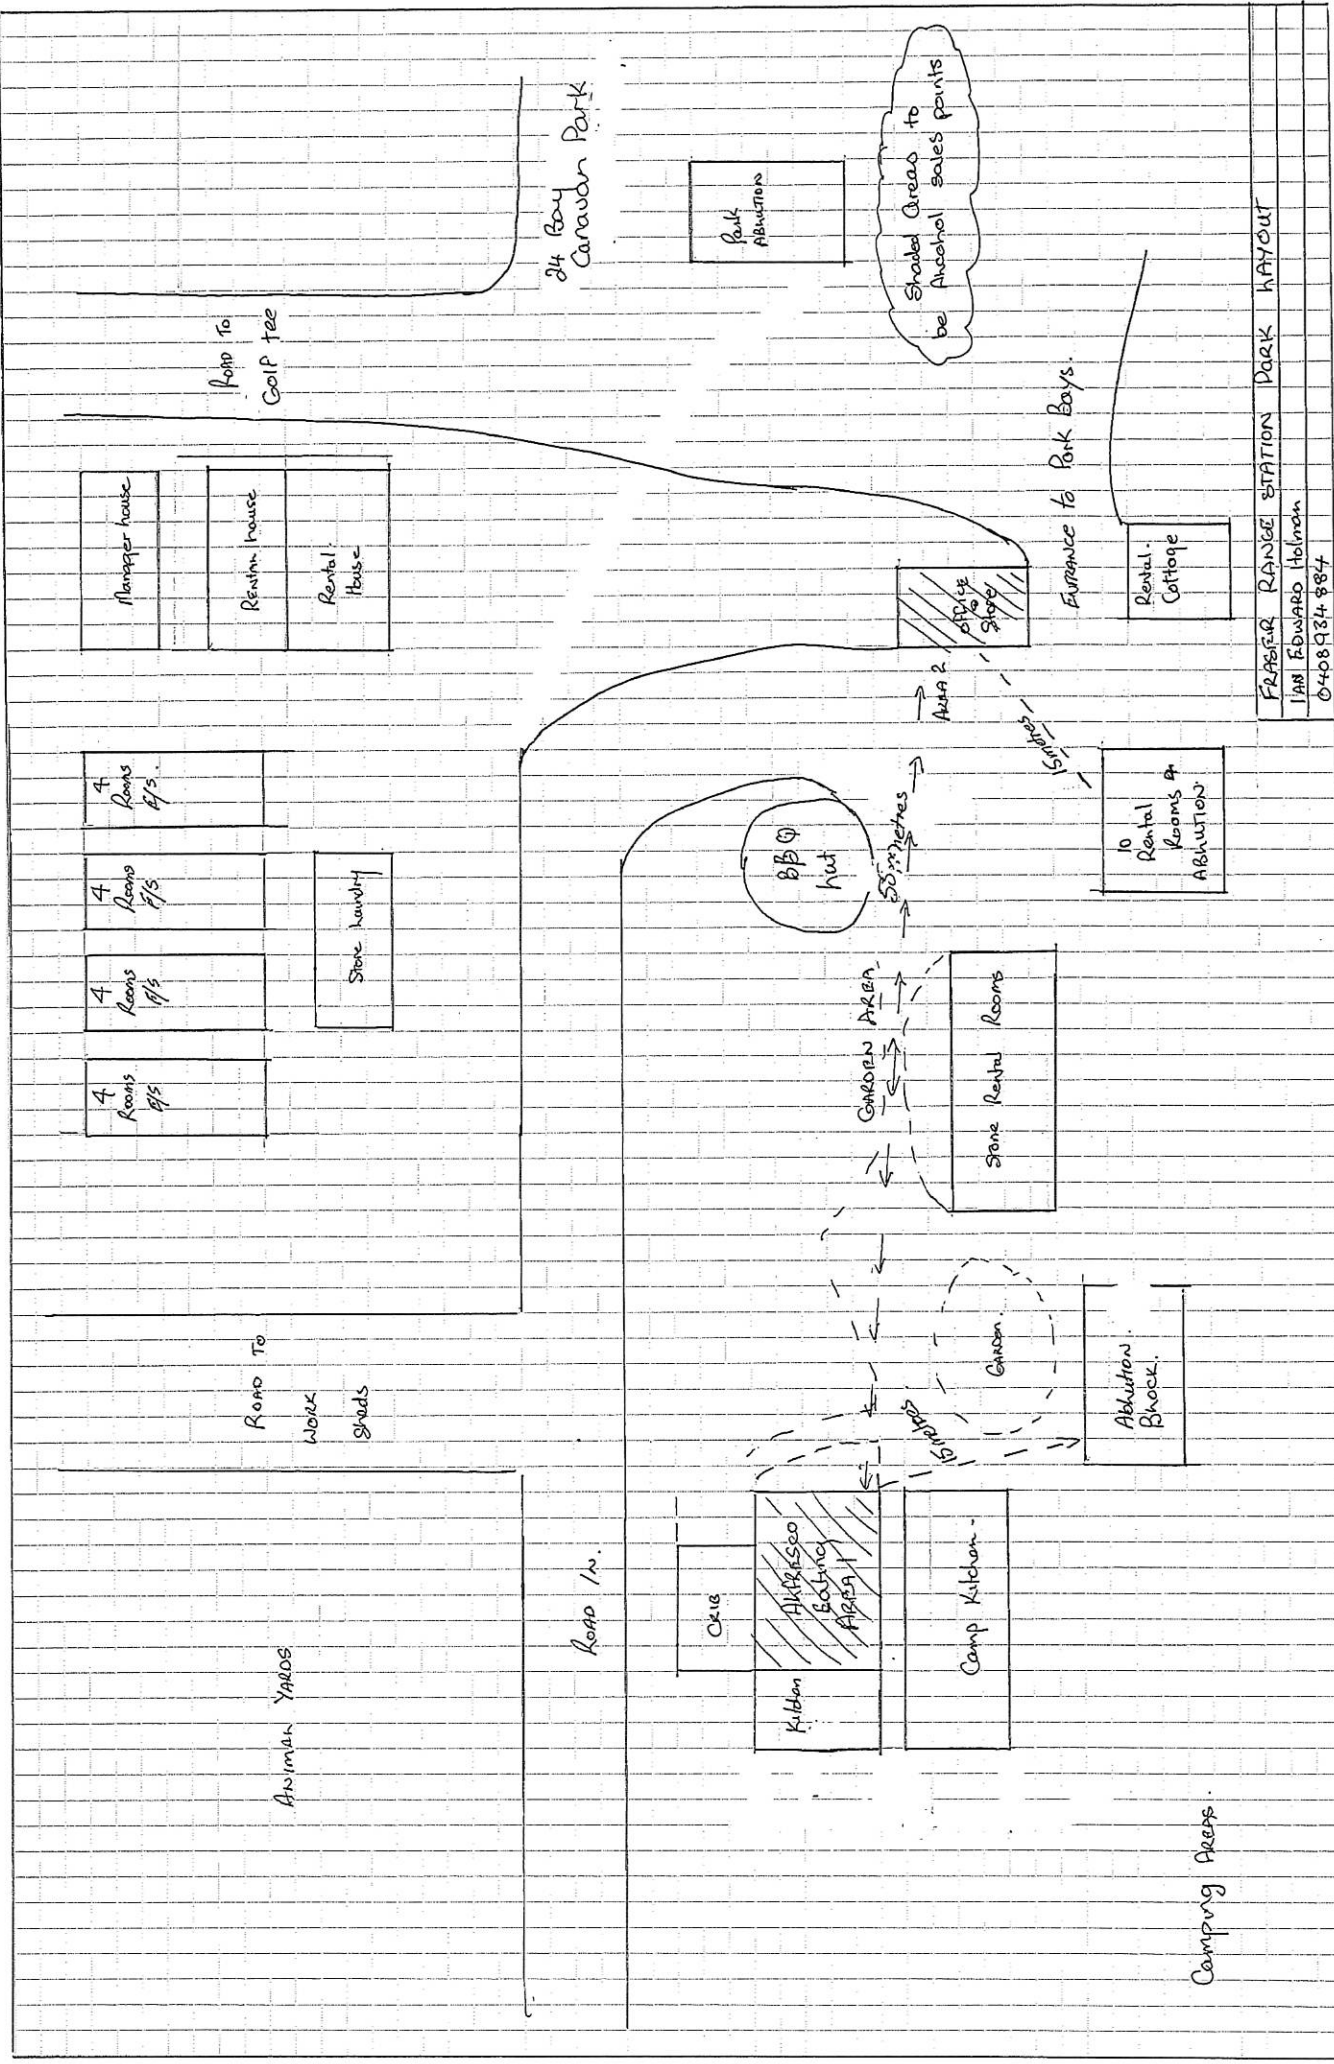 4
Rooms
E/S
4
Rooms
E/S
4
Rooms
E/S
4
Rooms
E/S.
Manager house
Rental house
Rental.
House
ROAD TO
Golf tee
Stone Laundry
ROAD TO
WORK
Sheds
ANIMAL YARDS
ROAD IN.
24 Bay
Caravan Park
Park
ABLUTION
Shaded areas to
be Alcohol sales points
CRIB
Kitchen
ALFRESCO
Eating
AREA 1
Camp Kitchen.
15 metres
GARDEN.
Ablution.
Block.
GARDEN AREA
Stone Rental Rooms
BBQ
hut
50 metres
AREA 2
Office
Store
15 metres
10
Rental
Rooms &
ABLUTION.
ENTRANCE to Park Bays.
Rental.
Cottage
Camping AREAS.
FRASER RANGE STATION PARK LAYOUT
IAN EDWARD Holman
0408934884